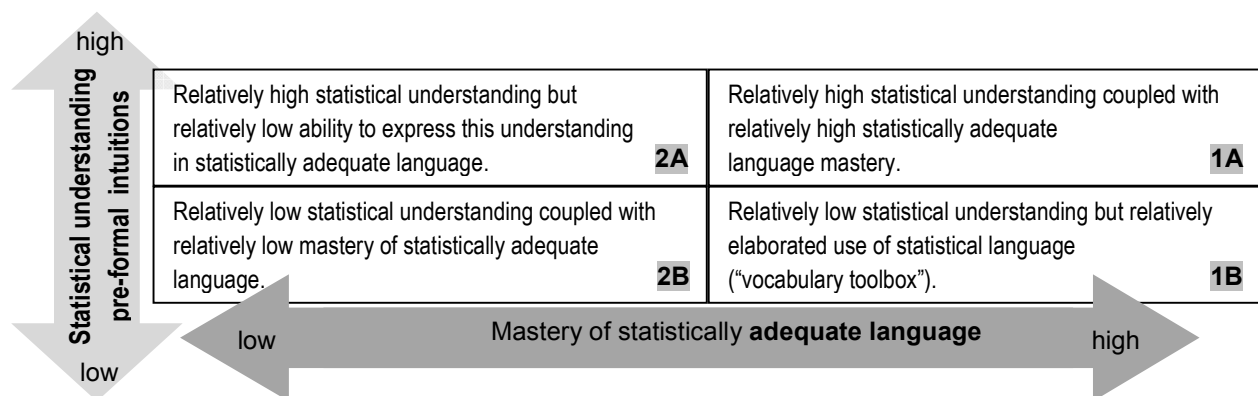 high
Statistical understanding
pre-formal intuitions
low
Relatively high statistical understanding but
relatively low ability to express this understanding
in statistically adequate language.
2A
Relatively high statistical understanding coupled with
relatively high statistically adequate
language mastery.
1A
Relatively low statistical understanding coupled with
relatively low mastery of statistically adequate
language.
2B
Relatively low statistical understanding but relatively
elaborated use of statistical language
(“vocabulary toolbox”).
1B
low
Mastery of statistically adequate language
high